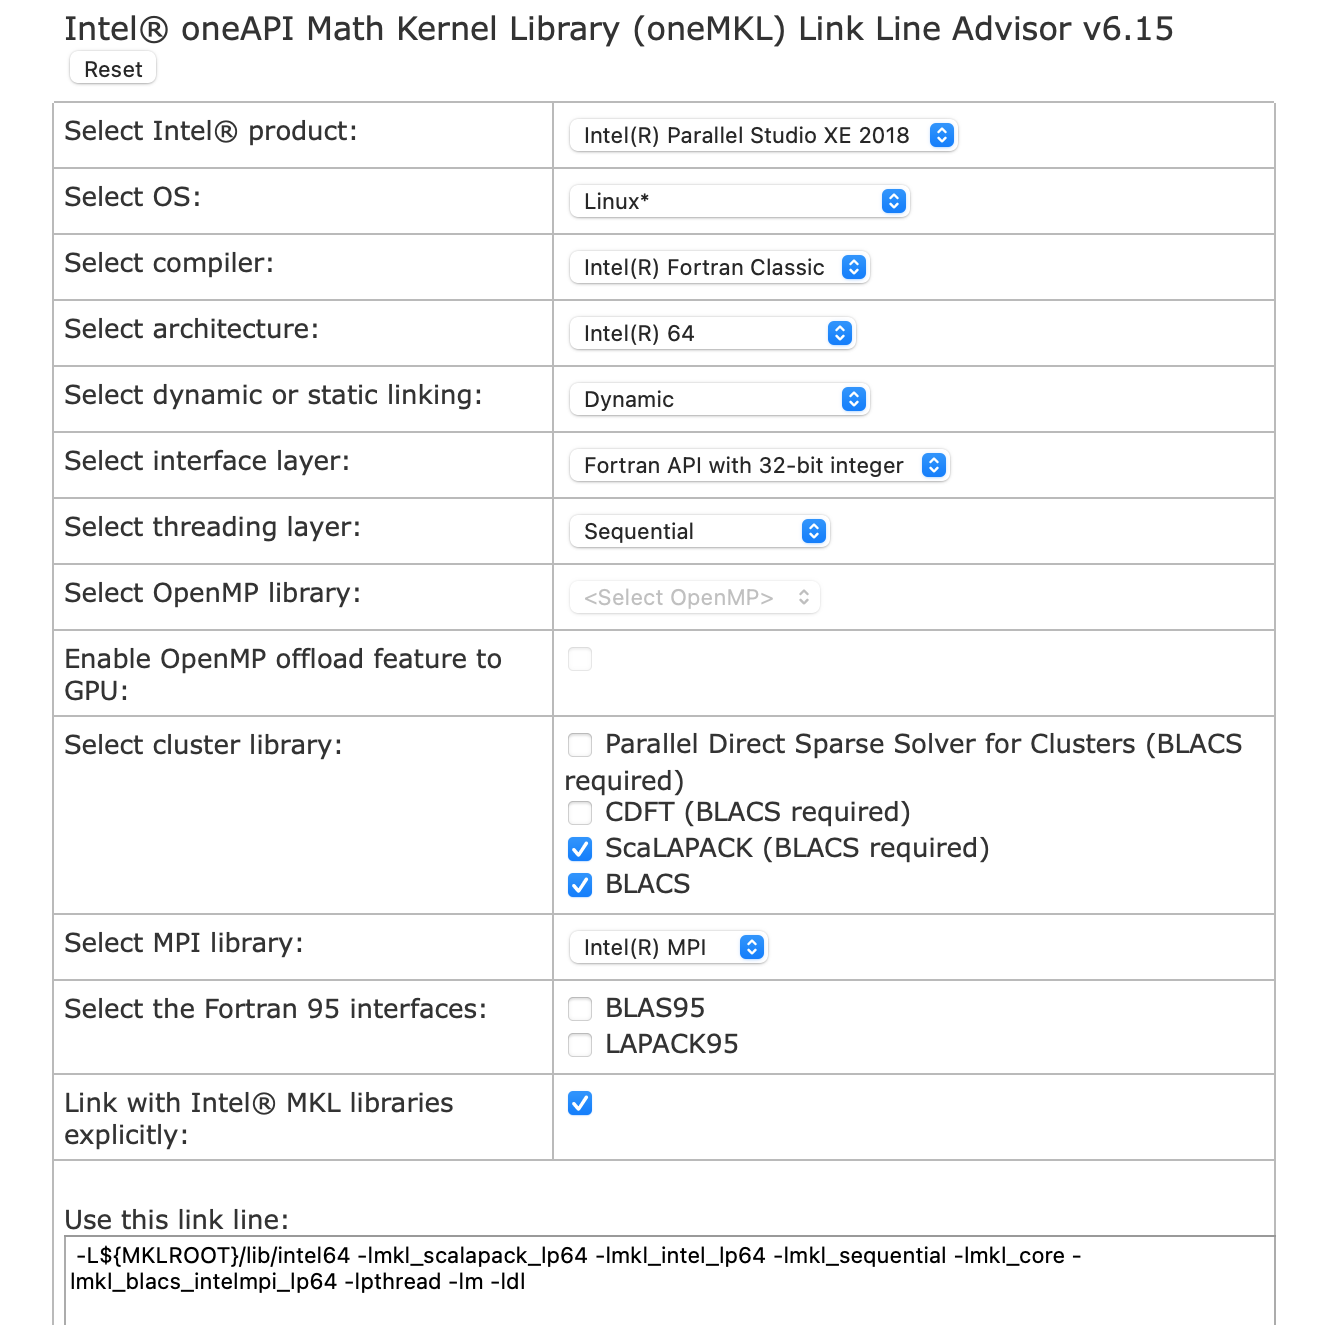 Intel® oneAPI Math Kernel Library (oneMKL) Link Line Advisor v6.15
Reset
Select Intel® product:
Intel(R) Parallel Studio XE 2018
Select OS:
Linux*
Select compiler:
Intel(R) Fortran Classic
Select architecture:
Intel(R) 64
Select dynamic or static linking:
Dynamic
Select interface layer:
Fortran API with 32-bit integer
Select threading layer:
Sequential
Select OpenMP library:
<Select OpenMP>
Enable OpenMP offload feature to
GPU:
Select cluster library:
Parallel Direct Sparse Solver for Clusters (BLACS
required)
CDFT (BLACS required)
ScaLAPACK (BLACS required)
BLACS
Select MPI library:
Intel(R) MPI
Select the Fortran 95 interfaces:
BLAS95
LAPACK95
Link with Intel® MKL libraries
explicitly:
Use this link line:
-L${MKLROOT}/lib/intel64 -lmkl_scalapack_lp64 -lmkl_intel_lp64 -lmkl_sequential -lmkl_core -
lmkl_blacs_intelmpi_lp64 -lpthread -lm -ldl